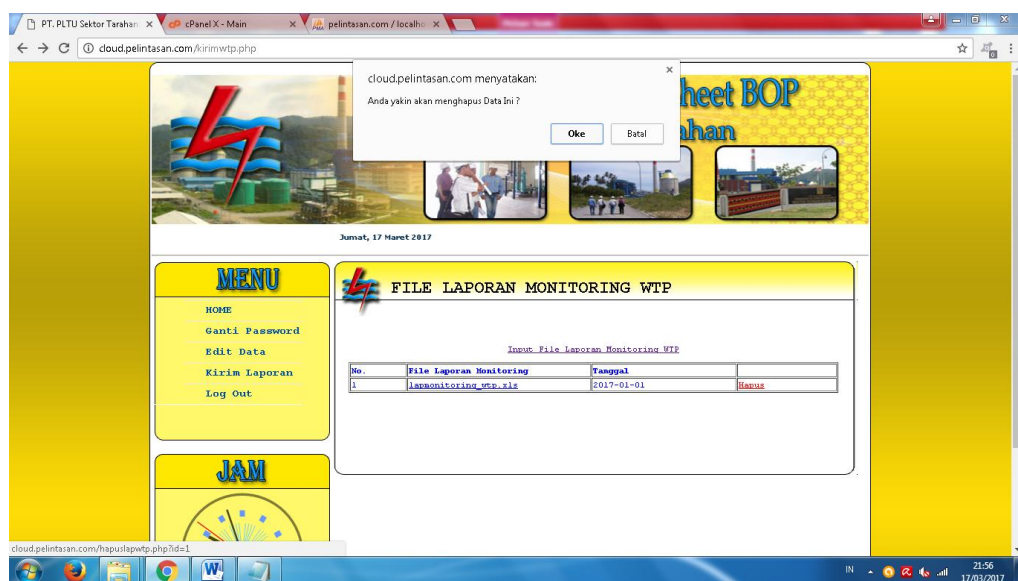 PT. PLTU Sektor Tarahan
cPanel X - Main
pelintasan.com / localho
cloud.pelintasan.com/kirimwtp.php
cloud.pelintasan.com menyatakan:
Anda yakin akan menghapus Data Ini ?
Oke
Batal
heet BOP
ahan
Jumat, 17 Maret 2017
MENU
HOME
Ganti Password
Edit Data
Kirim Laporan
Log Out
FILE LAPORAN MONITORING WTP
Input File Laporan Monitoring WTP
No. File Laporan Monitoring Tanggal
1 lapmonitoring_wtp.xls 2017-01-01 Hapus
JAM
cloud.pelintasan.com/hapuslapwtp.php?id=1
IN
21:56
17/03/2017